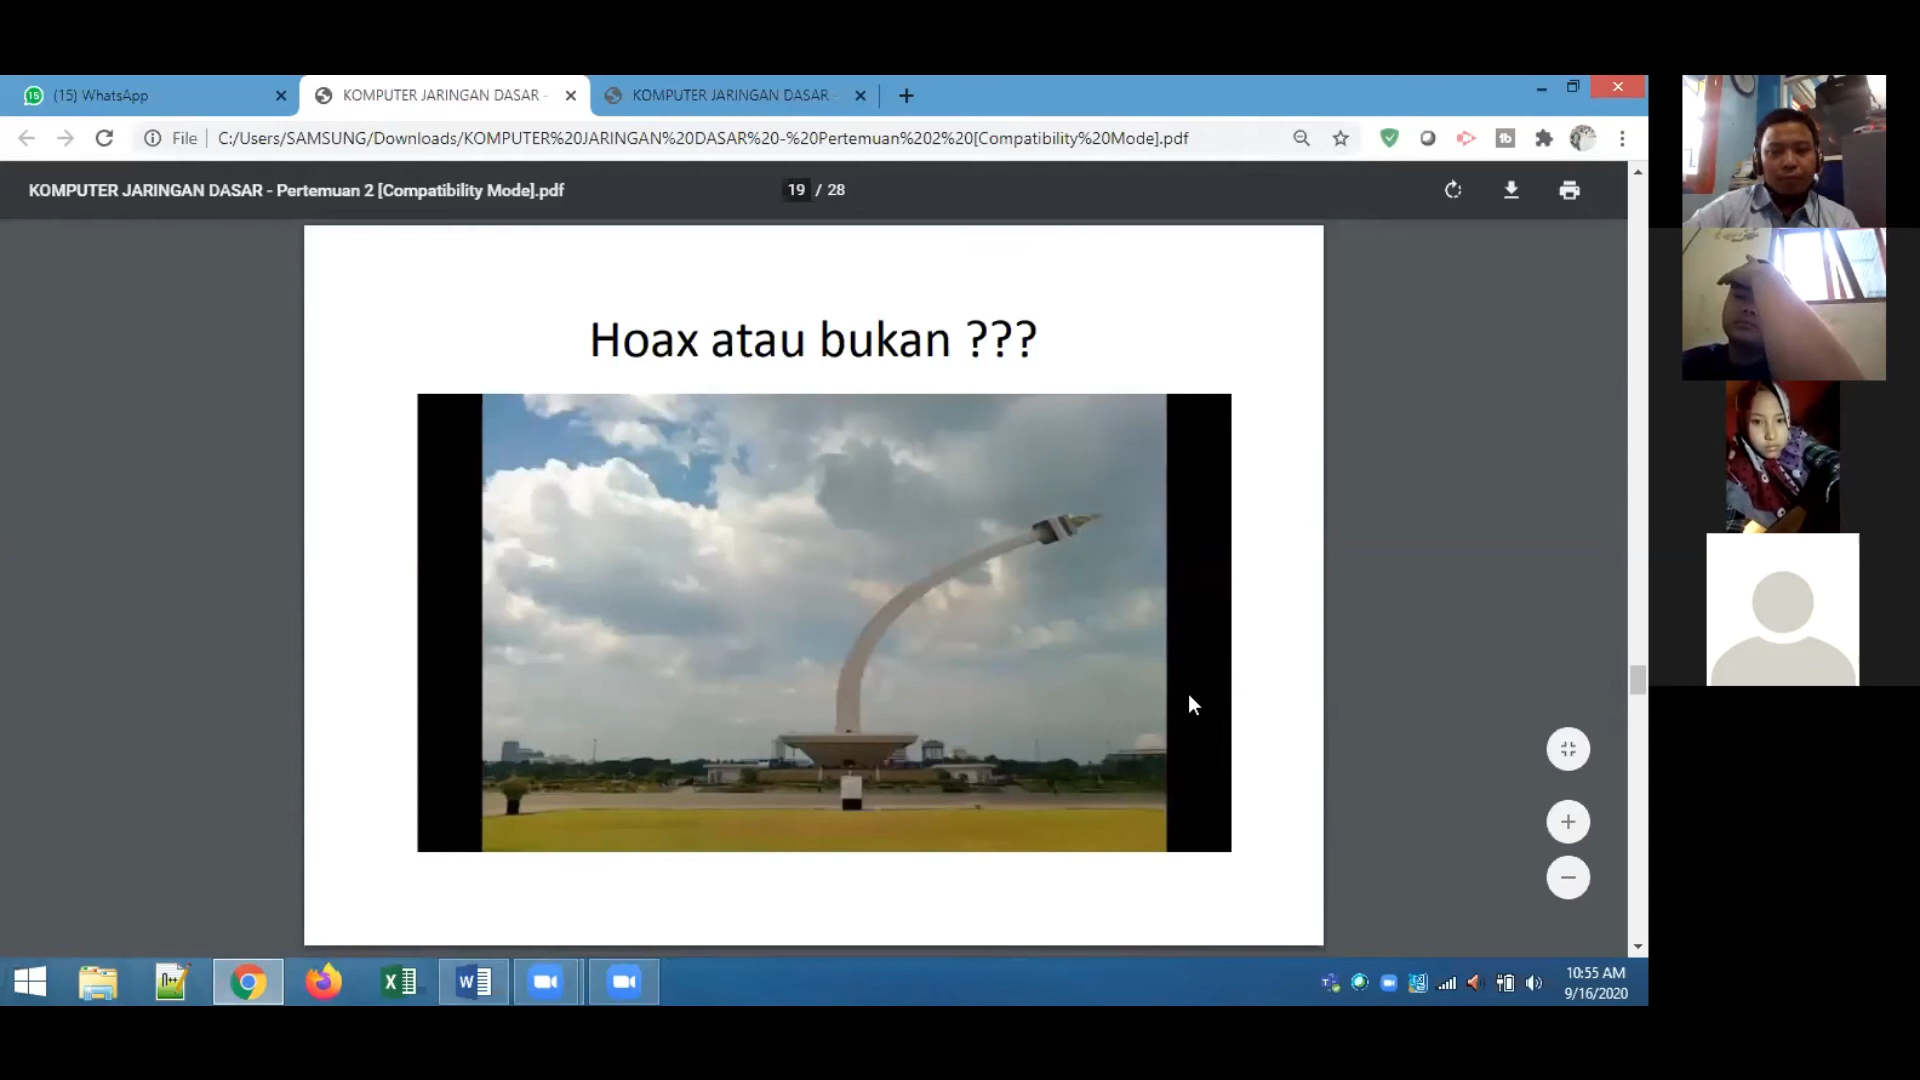 (15) WhatsApp
KOMPUTER JARINGAN DASAR -
KOMPUTER JARINGAN DASAR -
File
C:/Users/SAMSUNG/Downloads/KOMPUTER%20JARINGAN%20DASAR%20-%20Pertemuan%202%20[Compatibility%20Mode].pdf
KOMPUTER JARINGAN DASAR - Pertemuan 2 [Compatibility Mode].pdf
19 / 28
Hoax atau bukan ???
10:55 AM
9/16/2020